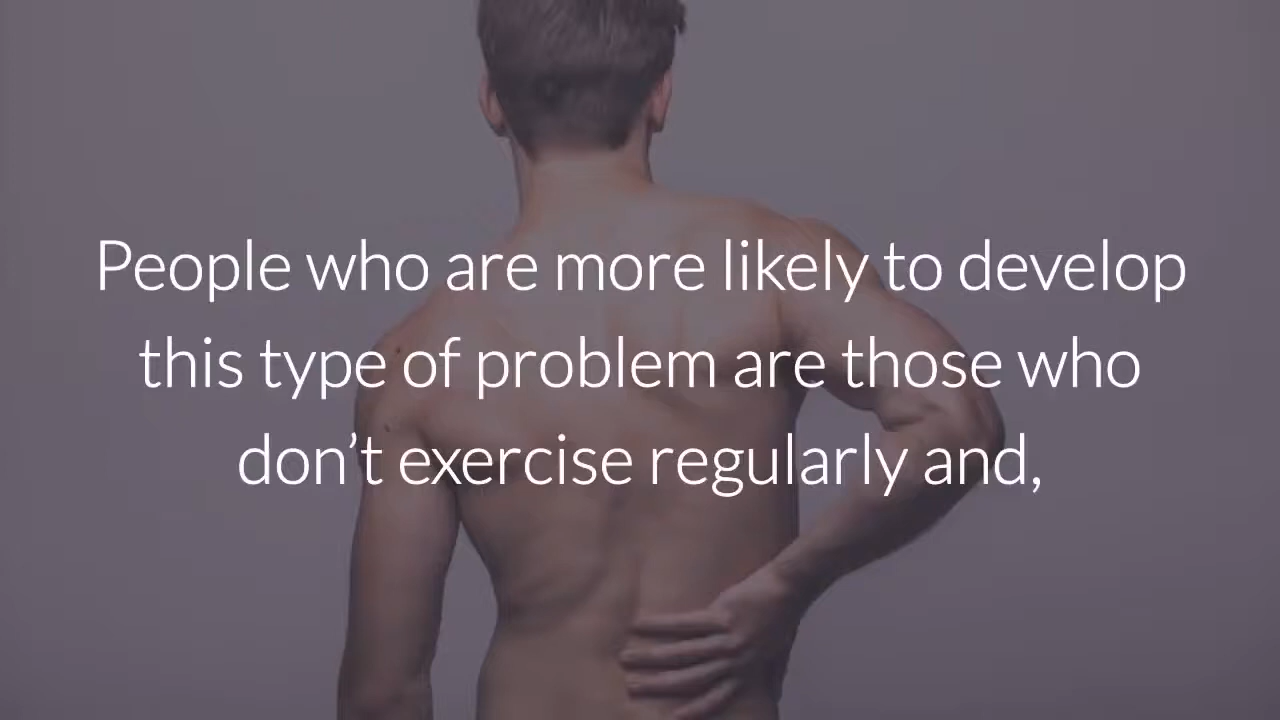 People who are more likely to develop
this type of problem are those who
don’t exercise regularly and,